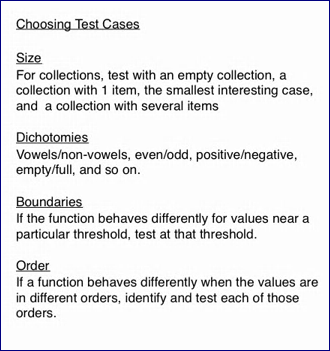 Choosing Test Cases
Size
For collections, test with an empty collection, a
collection with 1 item, the smallest interesting case,
and  a collection with several items
Dichotomies
Vowels/non-vowels, even/odd, positive/negative,
empty/full, and so on.
Boundaries
If the function behaves differently for values near a
particular threshold, test at that threshold.
Order
If a function behaves differently when the values are
in different orders, identify and test each of those
orders.